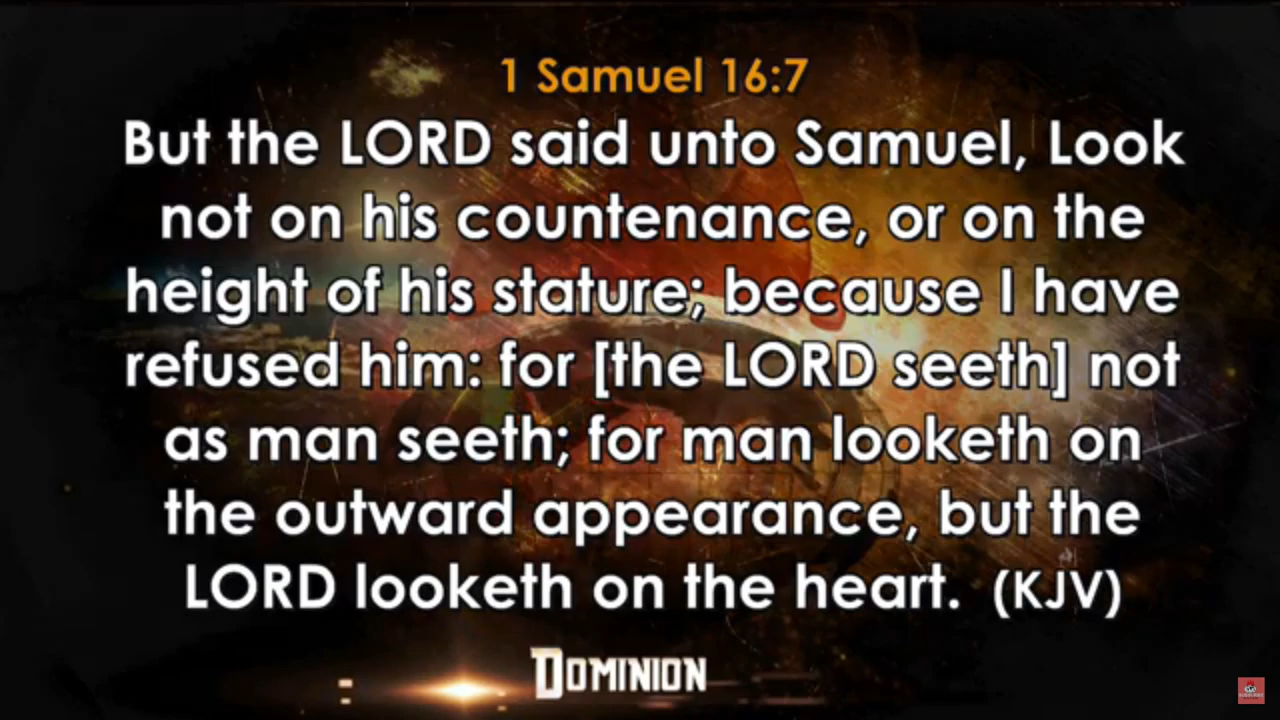 1 Samuel 16:7
But the LORD said unto Samuel, Look
not on his countenance, or on the
height of his stature; because I have
refused him: for [the LORD seeth] not
as man seeth; for man looketh on
the outward appearance, but the
LORD looketh on the heart. (KJV)
DOMINION